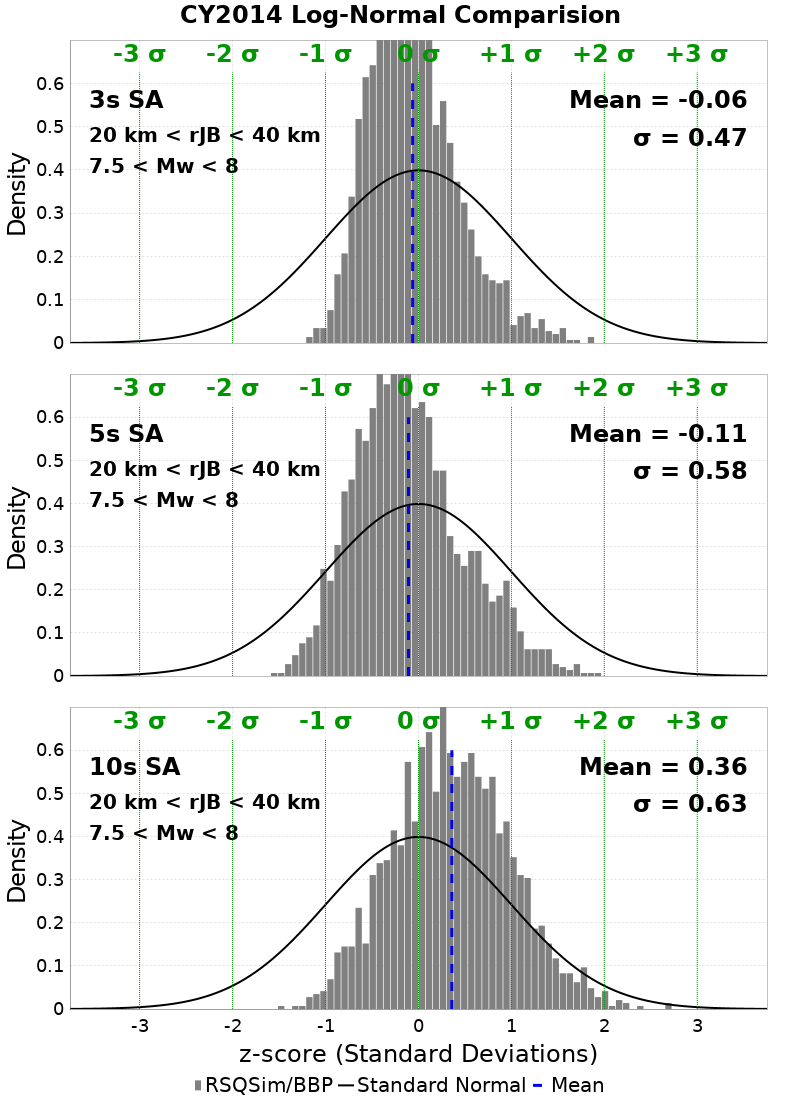 CY2014 Log-Normal Comparision
-3 σ -2 σ -1 σ 0 σ +1 σ +2 σ +3 σ
3s SA
20 km < rJB < 40 km
7.5 < Mw < 8
Mean = -0.06
σ = 0.47
Density
0.6
0.5
0.4
0.3
0.2
0.1
0
-3 σ -2 σ -1 σ 0 σ +1 σ +2 σ +3 σ
5s SA
20 km < rJB < 40 km
7.5 < Mw < 8
Mean = -0.11
σ = 0.58
Density
0.6
0.5
0.4
0.3
0.2
0.1
0
-3 σ -2 σ -1 σ 0 σ +1 σ +2 σ +3 σ
10s SA
20 km < rJB < 40 km
7.5 < Mw < 8
Mean = 0.36
σ = 0.63
Density
0.6
0.5
0.4
0.3
0.2
0.1
0
-3 -2 -1 0 1 2 3
z-score (Standard Deviations)
RSQSim/BBP Standard Normal Mean